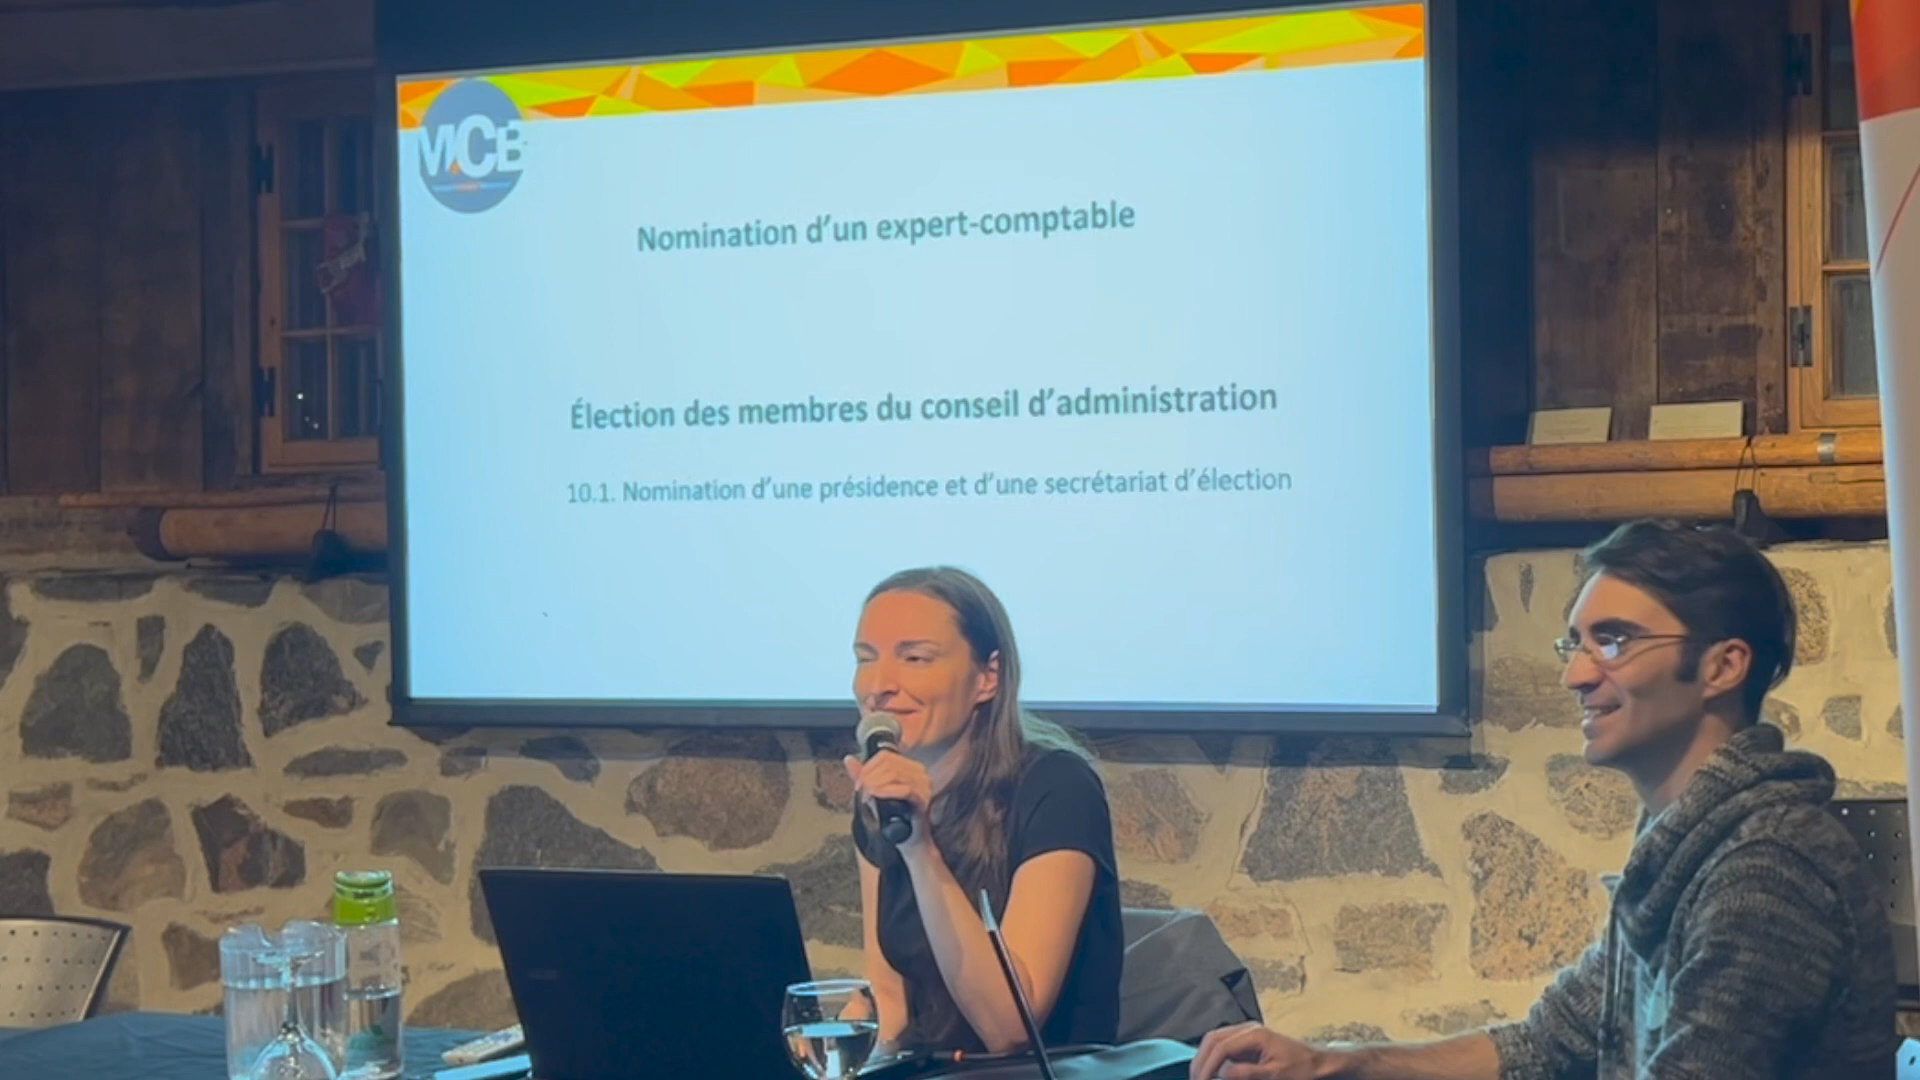 MCB
Nomination d'un expert-comptable
Élection des membres du conseil d'administration
10.1. Nomination d'une présidence et d'une secrétariat d'élection